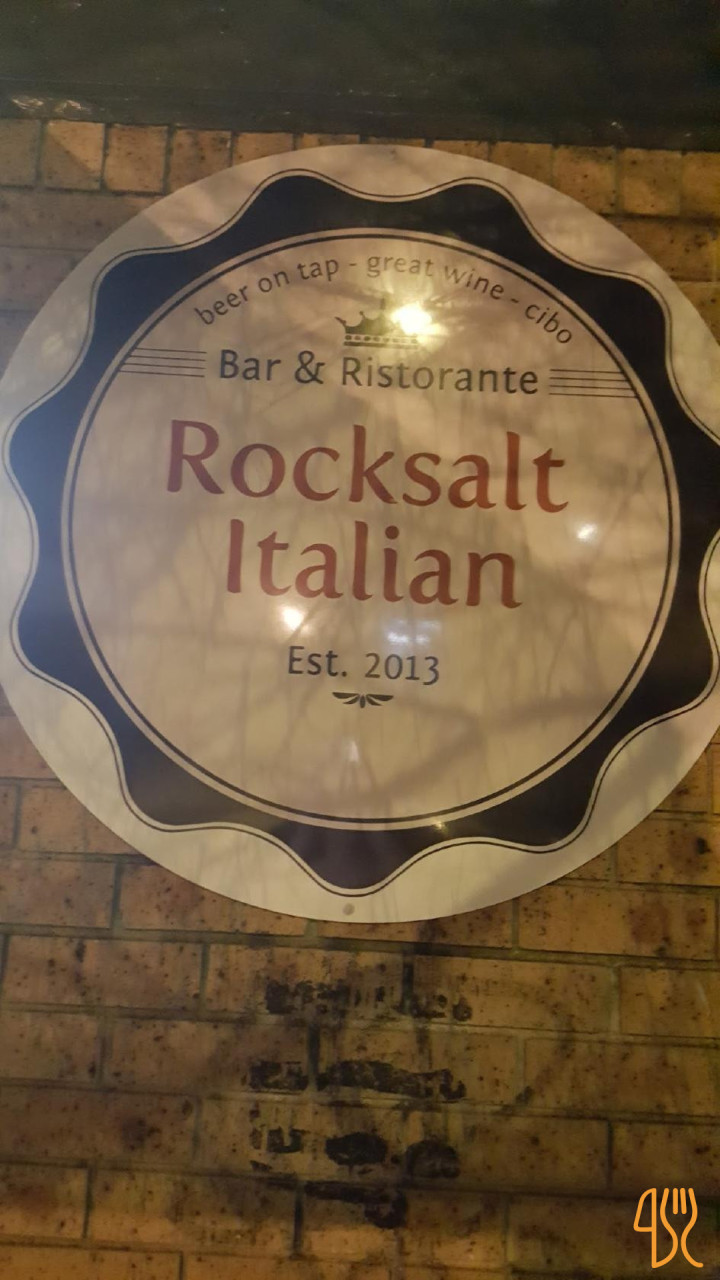 beer on tap - great wine - cibo
Bar & Ristorante
Rocksalt
Italian
Est. 2013